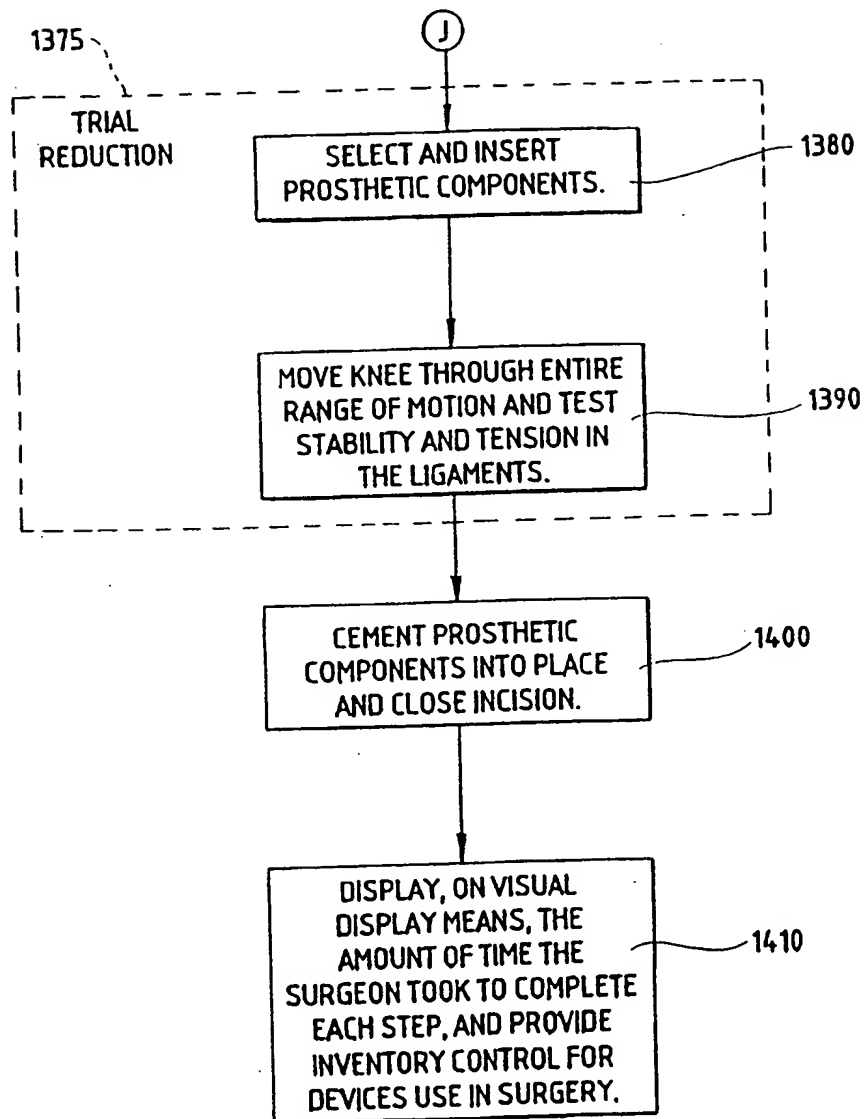 J
1375
TRIAL
REDUCTION
SELECT AND INSERT
PROSTHETIC COMPONENTS.
1380
MOVE KNEE THROUGH ENTIRE
RANGE OF MOTION AND TEST
STABILITY AND TENSION IN
THE LIGAMENTS.
1390
CEMENT PROSTHETIC
COMPONENTS INTO PLACE
AND CLOSE INCISION.
1400
DISPLAY, ON VISUAL
DISPLAY MEANS, THE
AMOUNT OF TIME THE
SURGEON TOOK TO COMPLETE
EACH STEP, AND PROVIDE
INVENTORY CONTROL FOR
DEVICES USE IN SURGERY.
1410